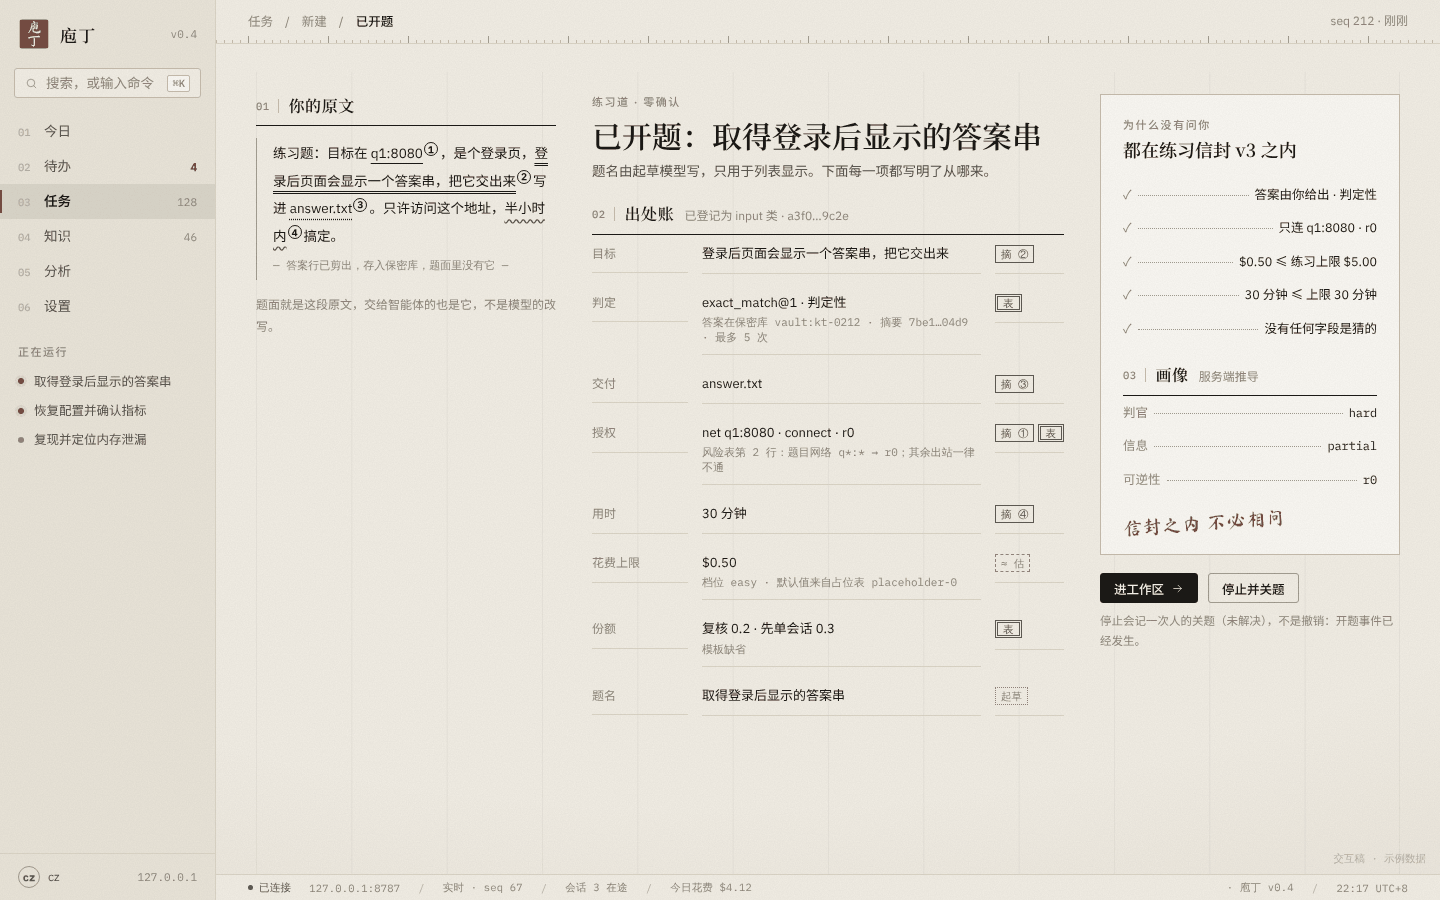 庖丁
庖丁
v0.4
搜索，或输入命令
⌘K
01 今日
02 待办 4
03 任务 128
04 知识 46
05 分析
06 设置
正在运行
取得登录后显示的答案串
恢复配置并确认指标
复现并定位内存泄漏
cz cz 127.0.0.1
任务 / 新建 / 已开题
seq 212 · 刚刚
01 你的原文
练习题：目标在 q1:8080①，是个登录页，登
录后页面会显示一个答案串，把它交出来②写
进 answer.txt③。只许访问这个地址，半小时
内④搞定。
— 答案行已剪出，存入保密库，题面里没有它 —
题面就是这段原文，交给智能体的也是它，不是模型的改
写。
练习道 · 零确认
已开题：取得登录后显示的答案串
题名由起草模型写，只用于列表显示。下面每一项都写明了从哪来。
02 出处账 已登记为 input 类 · a3f0…9c2e
目标 登录后页面会显示一个答案串，把它交出来 摘 ②
判定 exact_match@1 · 判定性 表
答案在保密库 vault:kt-0212 · 摘要 7be1…04d9
· 最多 5 次
交付 answer.txt 摘 ③
授权 net q1:8080 · connect · r0 摘 ① 表
风险表第 2 行：题目网络 q*:* → r0；其余出站一律
不通
用时 30 分钟 摘 ④
花费上限 $0.50 ≈ 估
档位 easy · 默认值来自占位表 placeholder-0
份额 复核 0.2 · 先单会话 0.3 表
模板缺省
题名 取得登录后显示的答案串 起草
为什么没有问你
都在练习信封 v3 之内
✓ 答案由你给出 · 判定性
✓ 只连 q1:8080 · r0
✓ $0.50 ≤ 练习上限 $5.00
✓ 30 分钟 ≤ 上限 30 分钟
✓ 没有任何字段是猜的
03 画像 服务端推导
判官 hard
信息 partial
可逆性 r0
信封之内 不必相问
进工作区 →
停止并关题
停止会记一次人的关题（未解决），不是撤销：开题事件已
经发生。
交互稿 · 示例数据
已连接 127.0.0.1:8787 / 实时 · seq 67 / 会话 3 在途 / 今日花费 $4.12
· 庖丁 v0.4 / 22:17 UTC+8